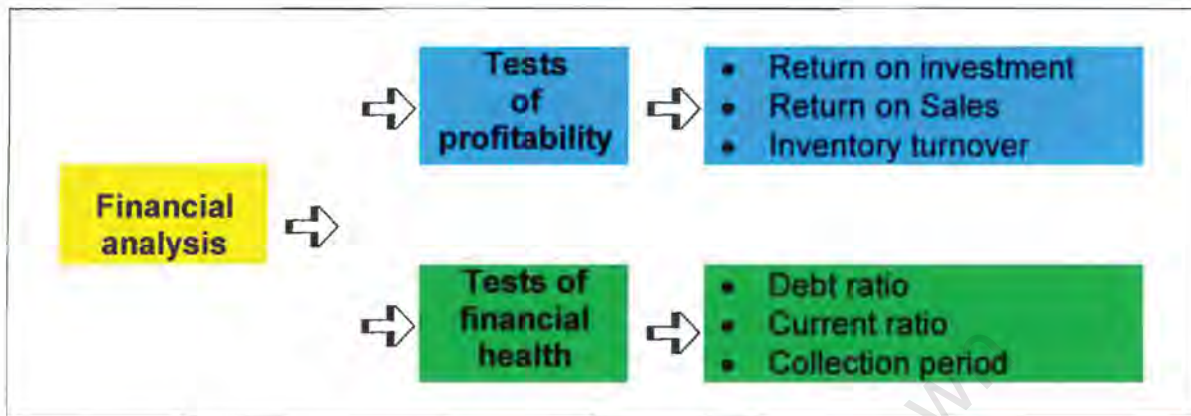 Financial
analysis
Tests
of
profitability
• Return on investment
• Return on Sales
• Inventory turnover
Tests of
financial
health
• Debt ratio
• Current ratio
• Collection period